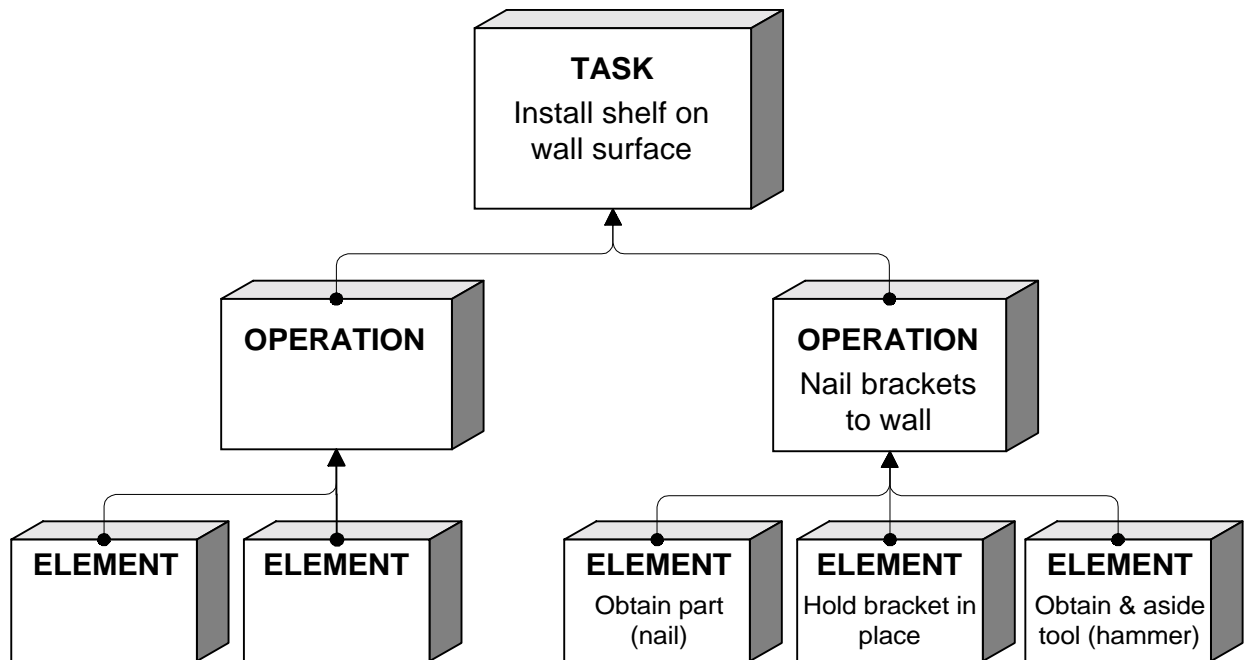 TASK
Install shelf on
wall surface
OPERATION
OPERATION
Nail brackets
to wall
ELEMENT
ELEMENT
ELEMENT
Obtain part
(nail)
ELEMENT
Hold bracket in
place
ELEMENT
Obtain & aside
tool (hammer)